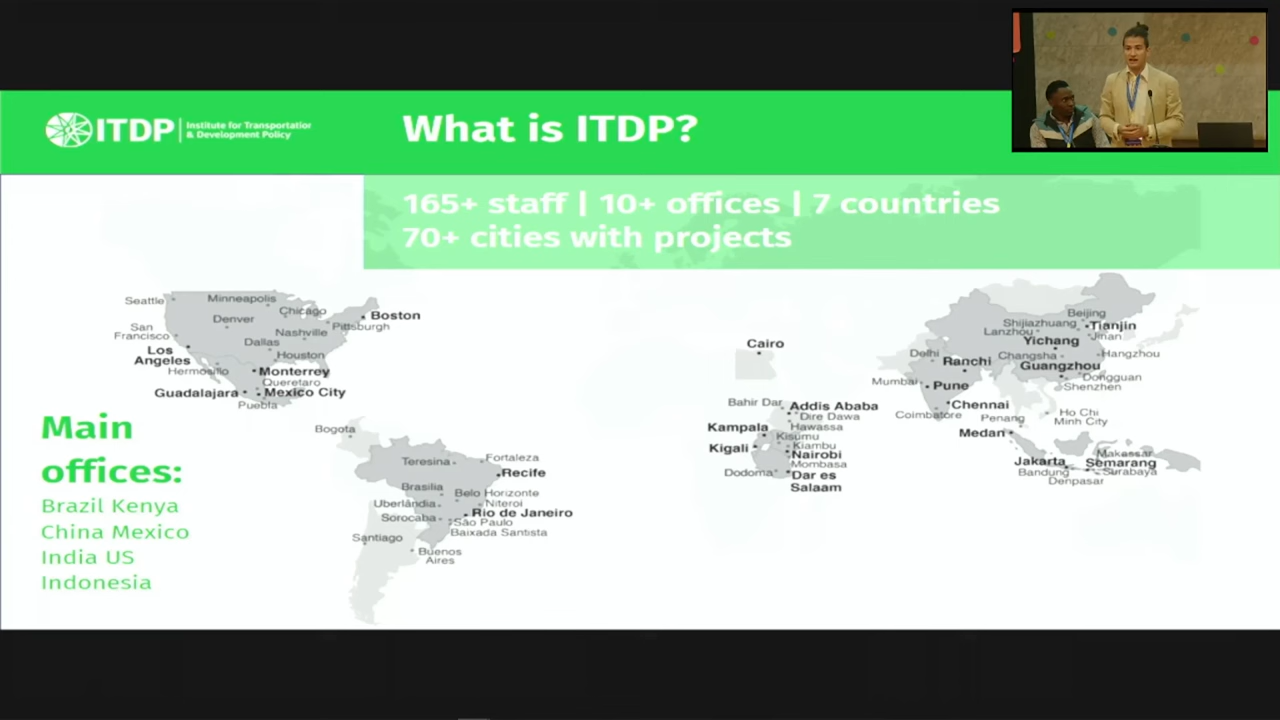 ITDP
Institute for Transportation
& Development Policy
What is ITDP?
165+ staff | 10+ offices | 7 countries
70+ cities with projects
Seattle
Minneapolis
Chicago
Boston
San
Francisco
Denver
Nashville
Pittsburgh
Dallas
Los
Angeles
Houston
Hermosillo
Monterrey
Queretaro
Guadalajara
Mexico City
Puebla
Bogota
Teresina
Fortaleza
Recife
Brasilia
Belo Horizonte
Uberlândia
Niteroi
Rio de Janeiro
Sorocaba
São Paulo
Baixada Santista
Santiago
Buenos
Aires
Cairo
Bahir Dar
Addis Ababa
Dire Dawa
Hawassa
Kampala
Kisumu
Kiambu
Kigali
Nairobi
Mombasa
Dodoma
Dar es
Salaam
Beijing
Shijiazhuang
Tianjin
Lanzhou
Jinan
Yichang
Delhi
Ranchi
Changsha
Hangzhou
Guangzhou
Mumbai
Pune
Dongguan
Shenzhen
Chennai
Coimbatore
Penang
Ho Chi
Minh City
Medan
Makassar
Jakarta
Semarang
Bandung
Surabaya
Denpasar
Main
offices:
Brazil Kenya
China Mexico
India US
Indonesia